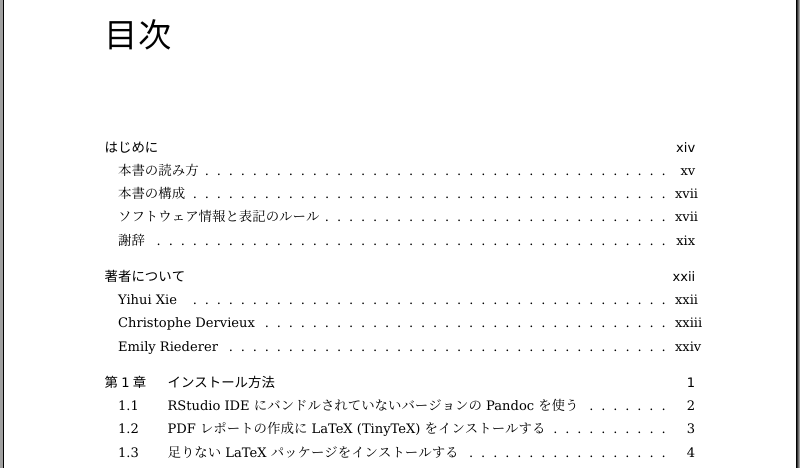 目次
はじめに xiv
本書の読み方 . . . . . . . . . . . . . . . . . . . . . . . . . . . . . . . . . . . . . . . xv
本書の構成 . . . . . . . . . . . . . . . . . . . . . . . . . . . . . . . . . . . . . . . . xvii
ソフトウェア情報と表記のルール . . . . . . . . . . . . . . . . . . . . . . . . . . . . . xvii
謝辞 . . . . . . . . . . . . . . . . . . . . . . . . . . . . . . . . . . . . . . . . . . . xix
著者について xxii
Yihui Xie . . . . . . . . . . . . . . . . . . . . . . . . . . . . . . . . . . . . . . . . xxii
Christophe Dervieux . . . . . . . . . . . . . . . . . . . . . . . . . . . . . . . . . . xxiii
Emily Riederer . . . . . . . . . . . . . . . . . . . . . . . . . . . . . . . . . . . . . xxiv
第 1 章 インストール方法 1
1.1 RStudio IDE にバンドルされていないバージョンの Pandoc を使う . . . . . . . 2
1.2 PDF レポートの作成に LaTeX (TinyTeX) をインストールする . . . . . . . . . . 3
1.3 足りない LaTeX パッケージをインストールする . . . . . . . . . . . . . . . . . 4